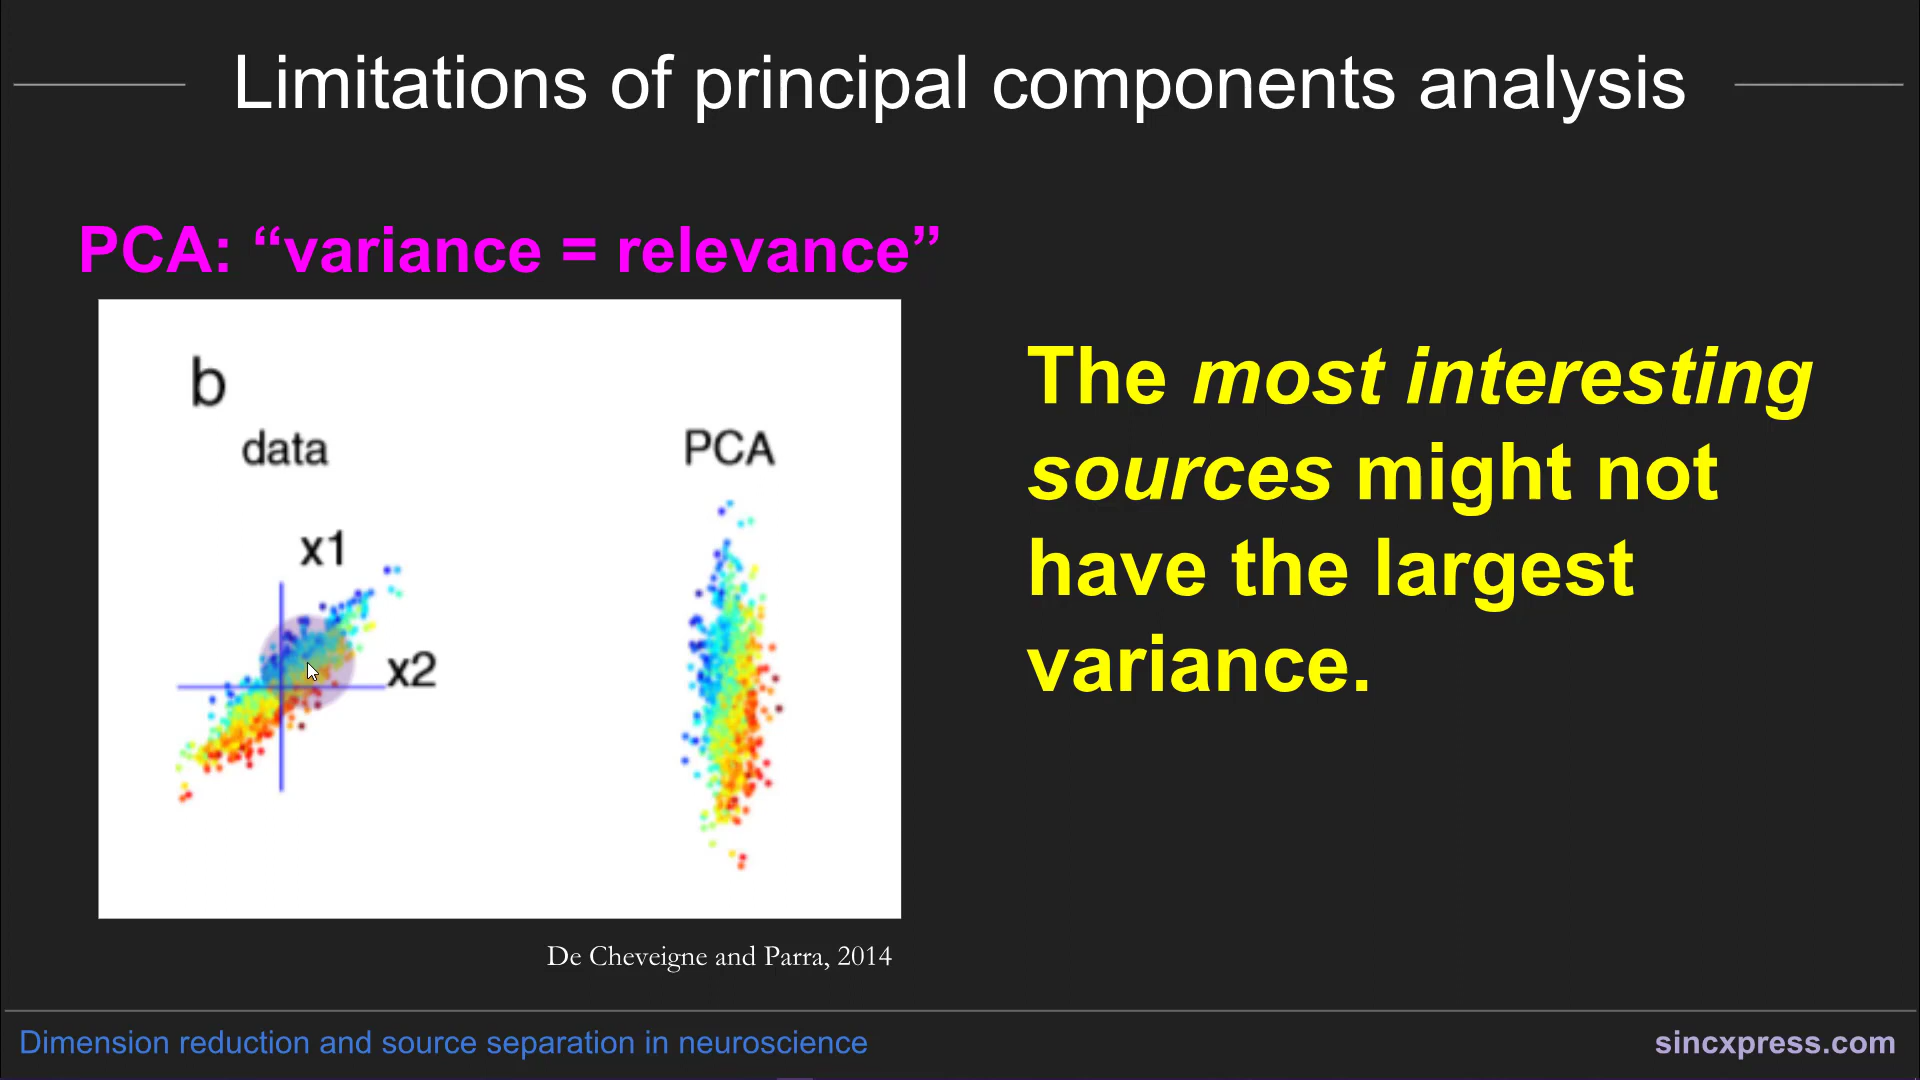 Limitations of principal components analysis
PCA: “variance = relevance”
b
data
PCA
x1
x2
The most interesting
sources might not
have the largest
variance.
De Cheveigne and Parra, 2014
Dimension reduction and source separation in neuroscience
sincxpress.com